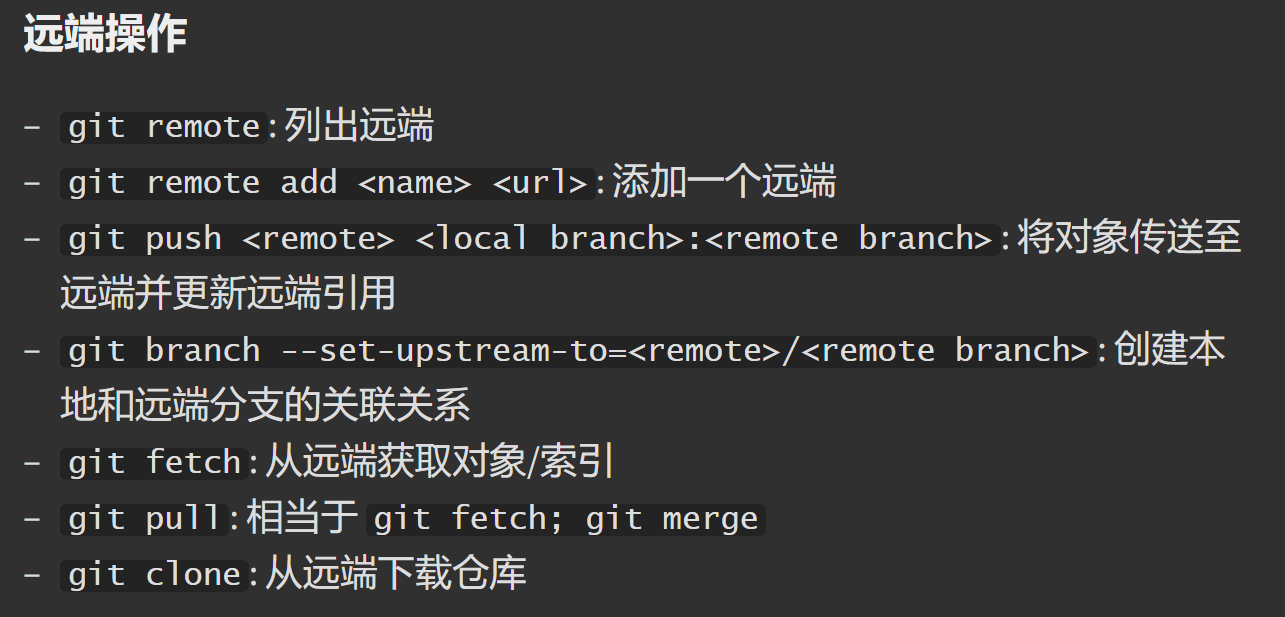 远端操作
- git remote:列出远端
- git remote add <name> <url>:添加一个远端
- git push <remote> <local branch>:<remote branch>:将对象传送至
远端并更新远端引用
- git branch --set-upstream-to=<remote>/<remote branch>:创建本
地和远端分支的关联关系
- git fetch:从远端获取对象/索引
- git pull:相当于 git fetch; git merge
- git clone:从远端下载仓库